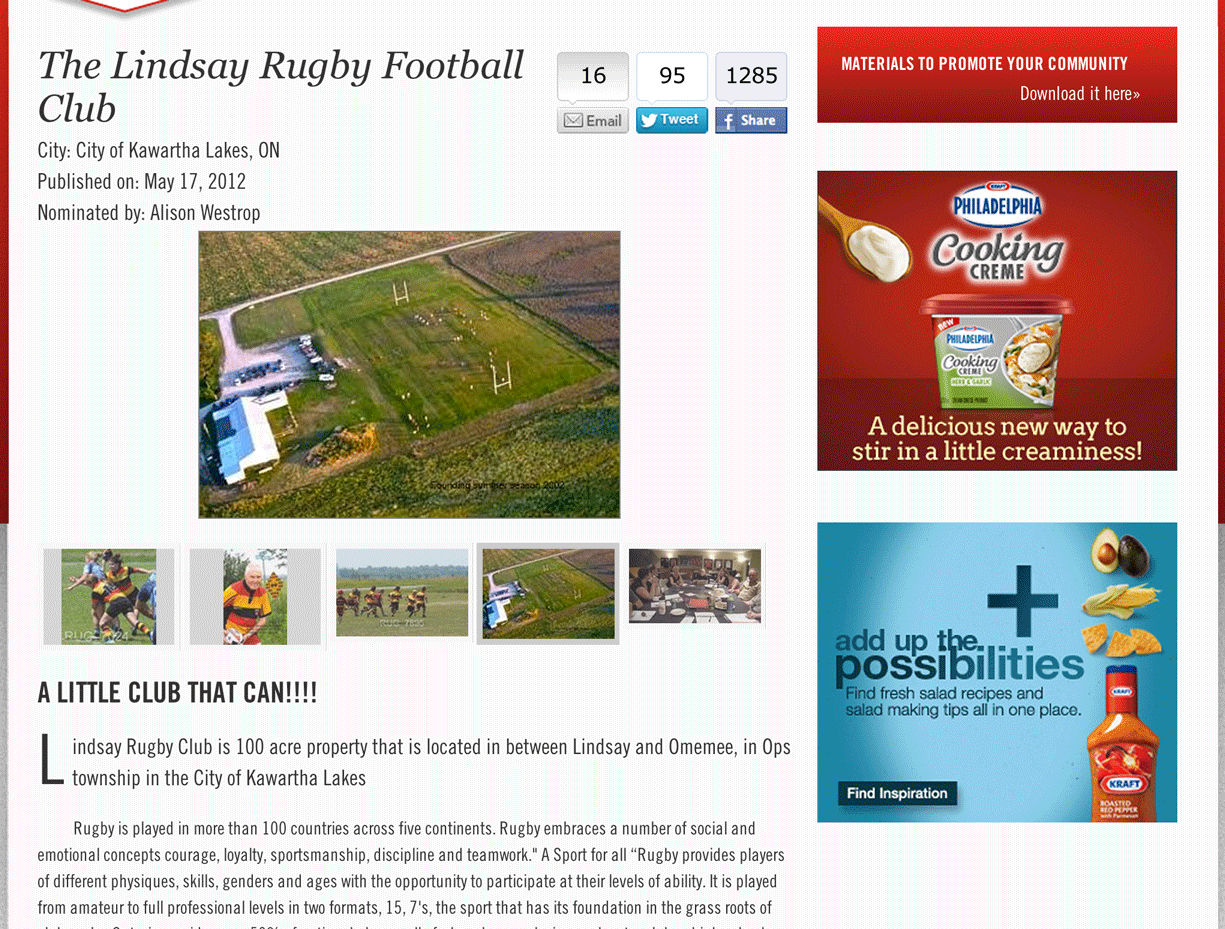 The Lindsay Rugby Football
Club
16
95
1285
Email
Tweet
Share
City: City of Kawartha Lakes, ON
Published on: May 17, 2012
Nominated by: Alison Westrop
Founding summer season 2002
A LITTLE CLUB THAT CAN!!!!
Lindsay Rugby Club is 100 acre property that is located in between Lindsay and Omemee, in Ops
township in the City of Kawartha Lakes
Rugby is played in more than 100 countries across five continents. Rugby embraces a number of social and
emotional concepts courage, loyalty, sportsmanship, discipline and teamwork." A Sport for all “Rugby provides players
of different physiques, skills, genders and ages with the opportunity to participate at their levels of ability. It is played
from amateur to full professional levels in two formats, 15, 7's, the sport that has its foundation in the grass roots of
MATERIALS TO PROMOTE YOUR COMMUNITY
Download it here»
KRAFT
PHILADELPHIA
Cooking
CREME
new
PHILADELPHIA
Cooking
CREME
HERB & GARLIC
A delicious new way to
stir in a little creaminess!
add up the
possibilities
Find fresh salad recipes and
salad making tips all in one place.
Find Inspiration
KRAFT
KRAFT
ROASTED
RED PEPPER
with Parmesan